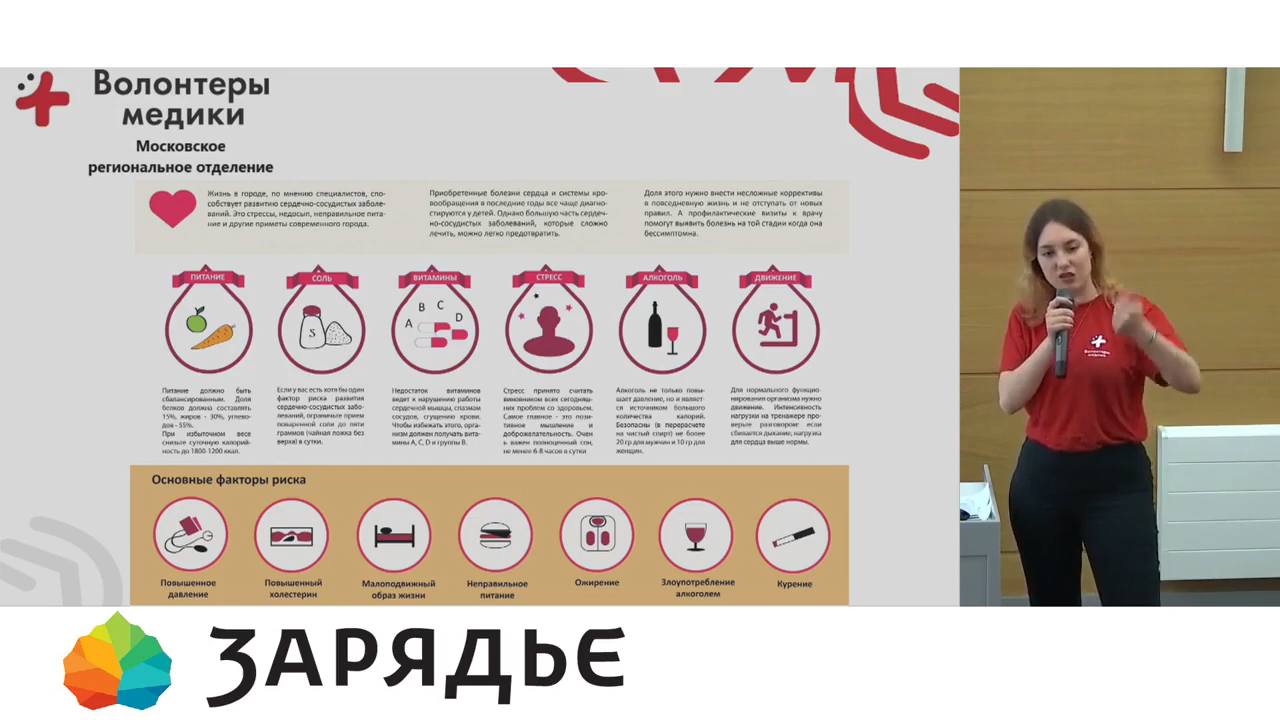 Волонтеры
медики
Московское
региональное отделение
Жизнь в городе, по мнению специалистов, спо-
собствует развитию сердечно-сосудистых заболе-
ваний. Это стрессы, недосып, неправильное пита-
ние и другие приметы современного города.
Приобретенные болезни сердца и системы кро-
вообращения в последние годы все чаще диагно-
стируются у детей. Однако большую часть сердеч-
но-сосудистых заболеваний, которые сложно
лечить, можно легко предотвратить.
Доля этого нужно внести несложные коррективы
в повседневную жизнь и не отступать от новых
правил. А профилактические визиты к врачу
помогут выявить болезнь на той стадии когда она
бессимптомна.
ПИТАНИЕ
СОЛЬ
ВИТАМИНЫ
СТРЕСС
АЛКОГОЛЬ
ДВИЖЕНИЕ
S
A
B
C
D
Питание должно быть
сбалансированным. Доля
белков должна составлять
15%, жиров - 30%, углево-
дов - 55%.
При избыточном весе
снизьте суточную калорий-
ность до 1800-1200 ккал.
Если у вас есть хотя бы один
фактор риска развития
сердечно-сосудистых забо-
леваний, ограничьте прием
поваренной соли до пяти
граммов (чайная ложка без
верха) в сутки.
Недостаток витаминов
ведет к нарушению работы
сердечной мышцы, спазмам
сосудов, сгущению крови.
Чтобы избежать этого, орга-
низм должен получать вита-
мины А, С, D и группы В.
Стресс принято считать
виновником всех сегодняш-
них проблем со здоровьем.
Самое главное - это пози-
тивное мышление и
доброжелательность. Очен
ь важен полноценный сон,
не менее 6-8 часов в сутки
Алкоголь не только повы-
шает давление, но и являет-
ся источником большого
количества калорий.
Безопасны (в перерасчете
на чистый спирт) не более
20 гр для мужчин и 10 гр для
женщин.
Для нормального функцио-
нирования организма нужно
движение. Интенсивность
нагрузки на тренажере про-
верьте разговором: если
сбивается дыхание, нагрузка
для сердца выше нормы.
Основные факторы риска
Повышенное
давление
Повышенный
холестерин
Малоподвижный
образ жизни
Неправильное
питание
Ожирение
Злоупотребление
алкоголем
Курение
Волонтеры
медики
ЗАРЯДЬЕ